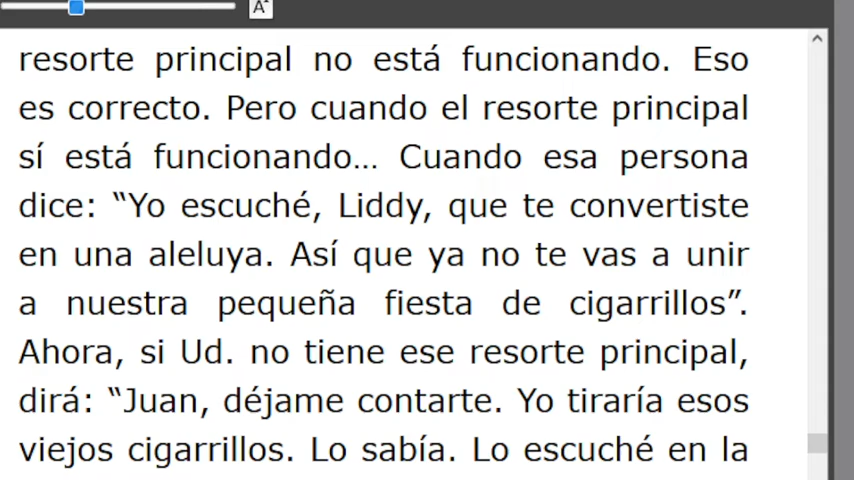 A
resorte principal no está funcionando. Eso
es correcto. Pero cuando el resorte principal
sí está funcionando... Cuando esa persona
dice: “Yo escuché, Liddy, que te convertiste
en una aleluya. Así que ya no te vas a unir
a nuestra pequeña fiesta de cigarrillos”.
Ahora, si Ud. no tiene ese resorte principal,
dirá: “Juan, déjame contarte. Yo tiraría esos
viejos cigarrillos. Lo sabía. Lo escuché en la